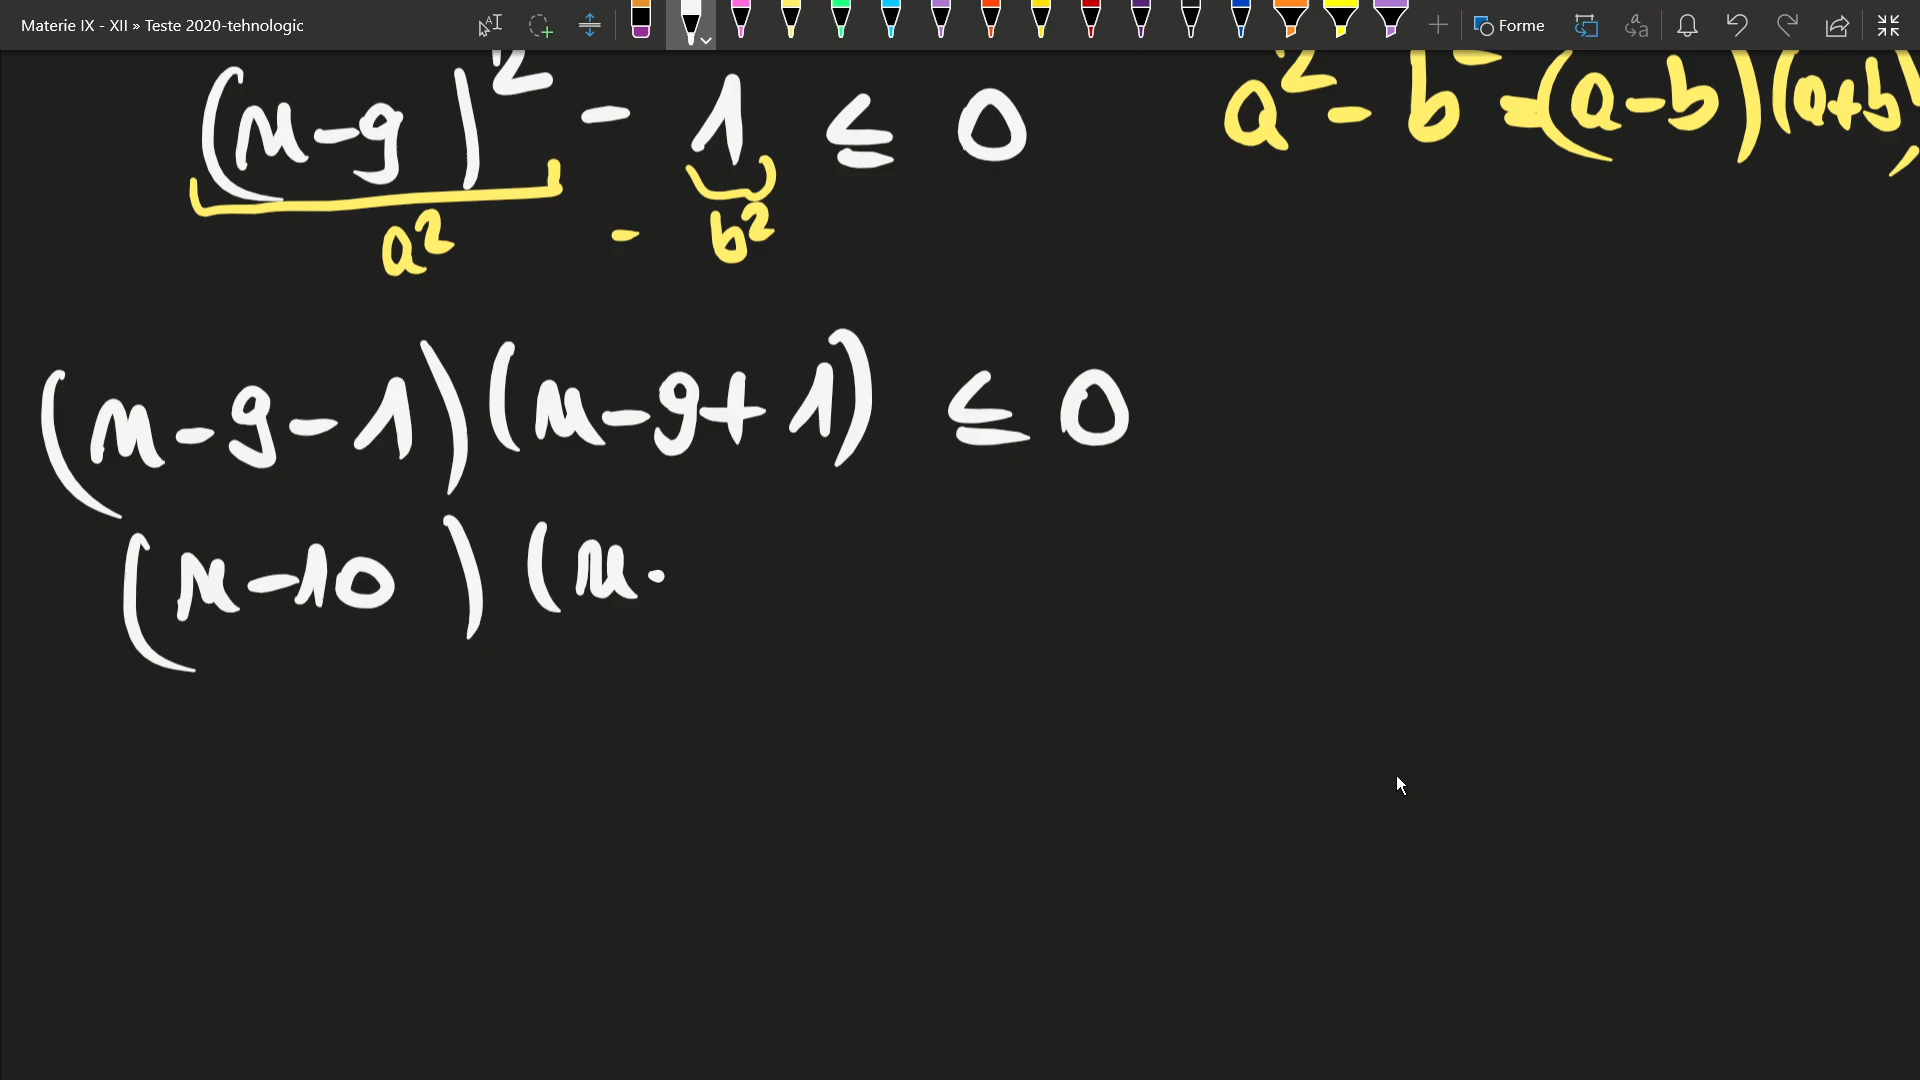 Materie IX - XII » Teste 2020-tehnologic
Forme
(n-9)² - 1 ≤ 0
a² - b² = (a-b)(a+b)
a² - b²
(n-9-1)(n-9+1) ≤ 0
(n-10) (n-